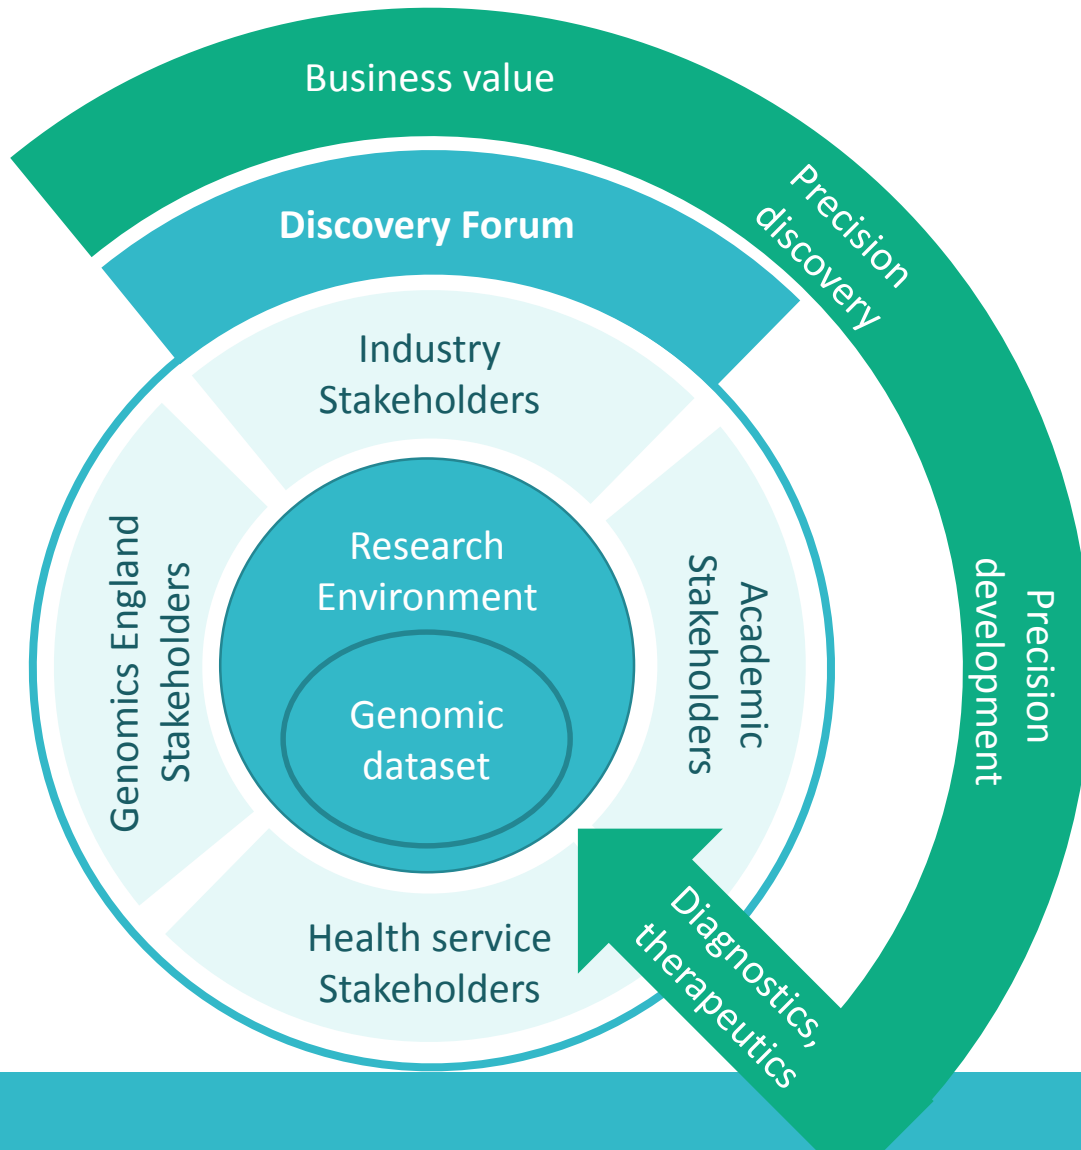 Business value
Precision
discovery
Discovery Forum
Industry
Stakeholders
Genomics England
Stakeholders
Research
Environment
Genomic
dataset
Academic
Stakeholders
Precision
development
Health service
Stakeholders
Diagnostics,
therapeutics